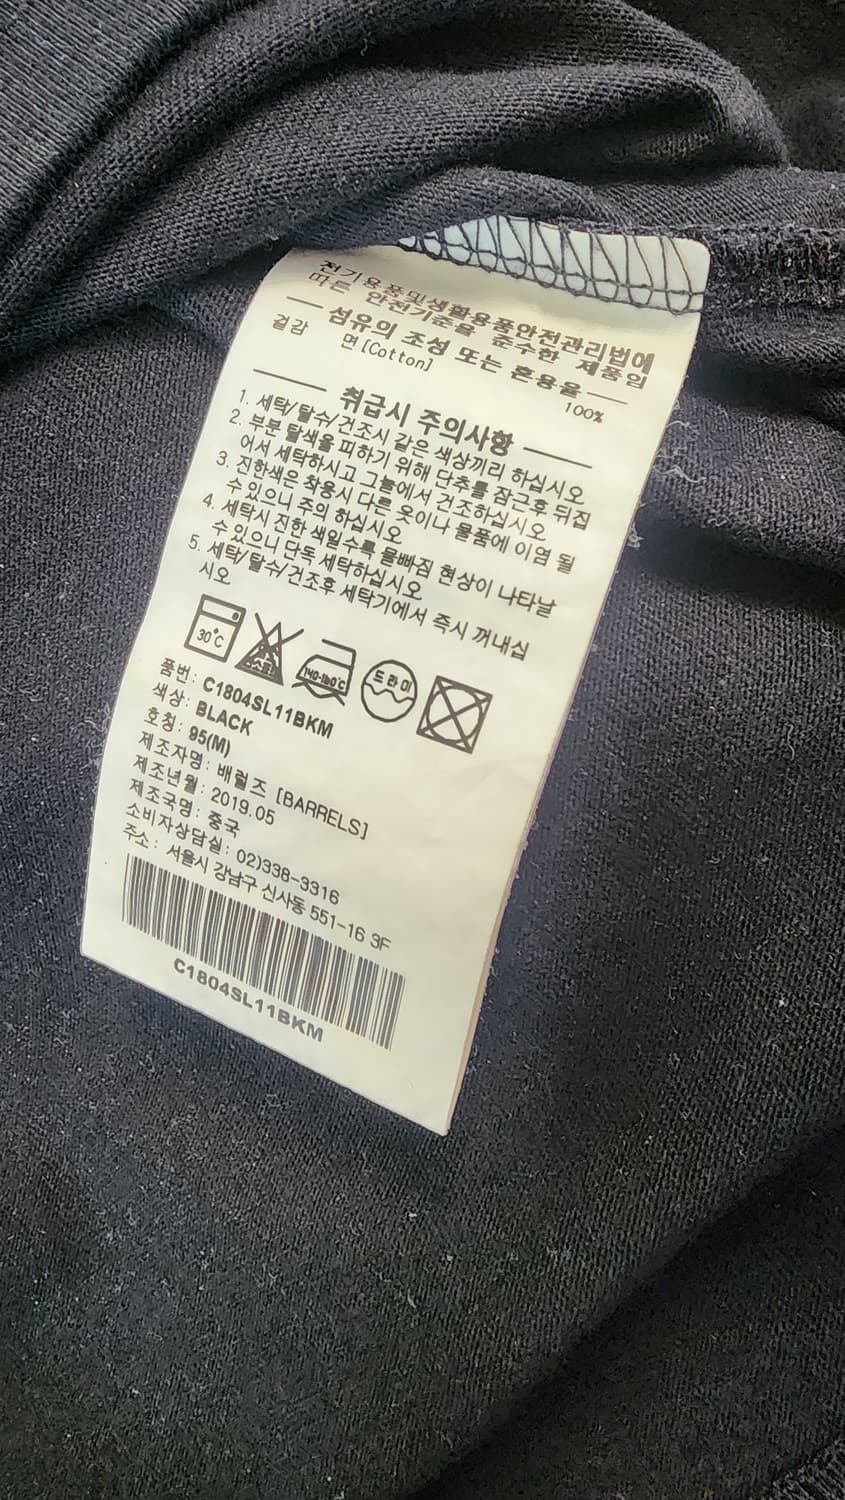 전기용품및생활용품안전관리법에
따른 안전기준을 준수한 제품임
섬유의 조성 또는 혼용율
겉감 면[Cotton] 100%
취급시 주의사항
1. 세탁/탈수/건조시 같은 색상끼리 하십시오
2. 부분 탈색을 피하기 위해 단추를 잠근후 뒤집
어서 세탁하시고 그늘에서 건조하십시오
3. 진한색은 착용시 다른 옷이나 물품에 이염 될
수 있으니 주의 하십시오
4. 세탁시 진한 색일수록 물빠짐 현상이 나타날
수 있으니 단독 세탁하십시오
5. 세탁/탈수/건조후 세탁기에서 즉시 꺼내십
시오
30°C 140-160°C 드라이
품번: C1804SL11BKM
색상: BLACK
호칭: 95(M)
제조자명: 배럴즈 [BARRELS]
제조년월: 2019.05
제조국명: 중국
소비자상담실: 02)338-3316
주소: 서울시 강남구 신사동 551-16 3F
C1804SL11BKM